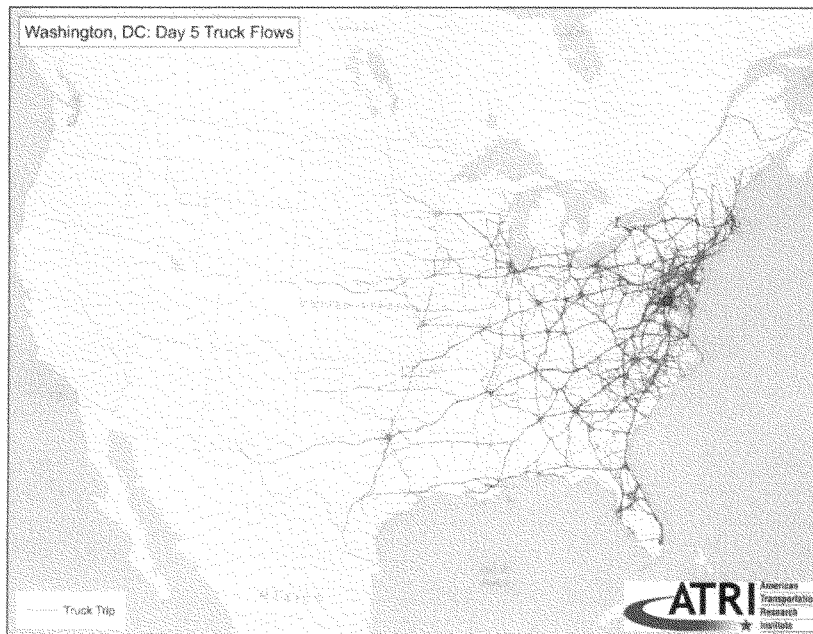 Washington, DC: Day 5 Truck Flows
Truck Trip
ATRI
American
Transportation
Research
Institute